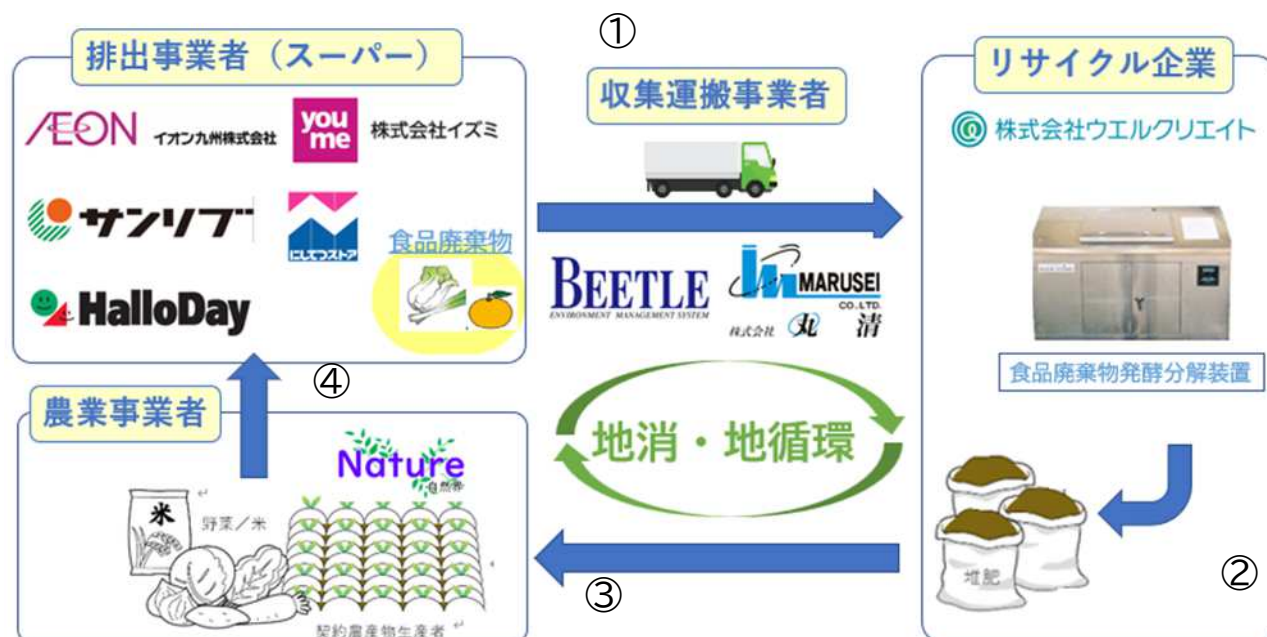 ①
排出事業者（スーパー）
ÆON イオン九州株式会社
you me 株式会社イズミ
サンリブ
にしてつストア
HalloDay
食品廃棄物
収集運搬事業者
BEETLE
ENVIRONMENT MANAGEMENT SYSTEM
MARUSEI
CO.,LTD.
株式会社 丸 清
リサイクル企業
株式会社ウエルクリエイト
食品廃棄物発酵分解装置
堆肥
②
地消・地循環
③
④
農業事業者
Nature
自然界
米
野菜／米
契約農産物生産者